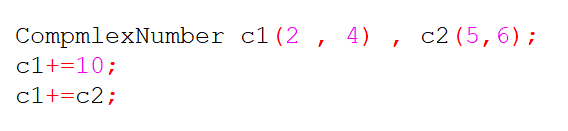 CompmlexNumber c1(2 , 4) , c2(5,6);
c1+=10;
c1+=c2;